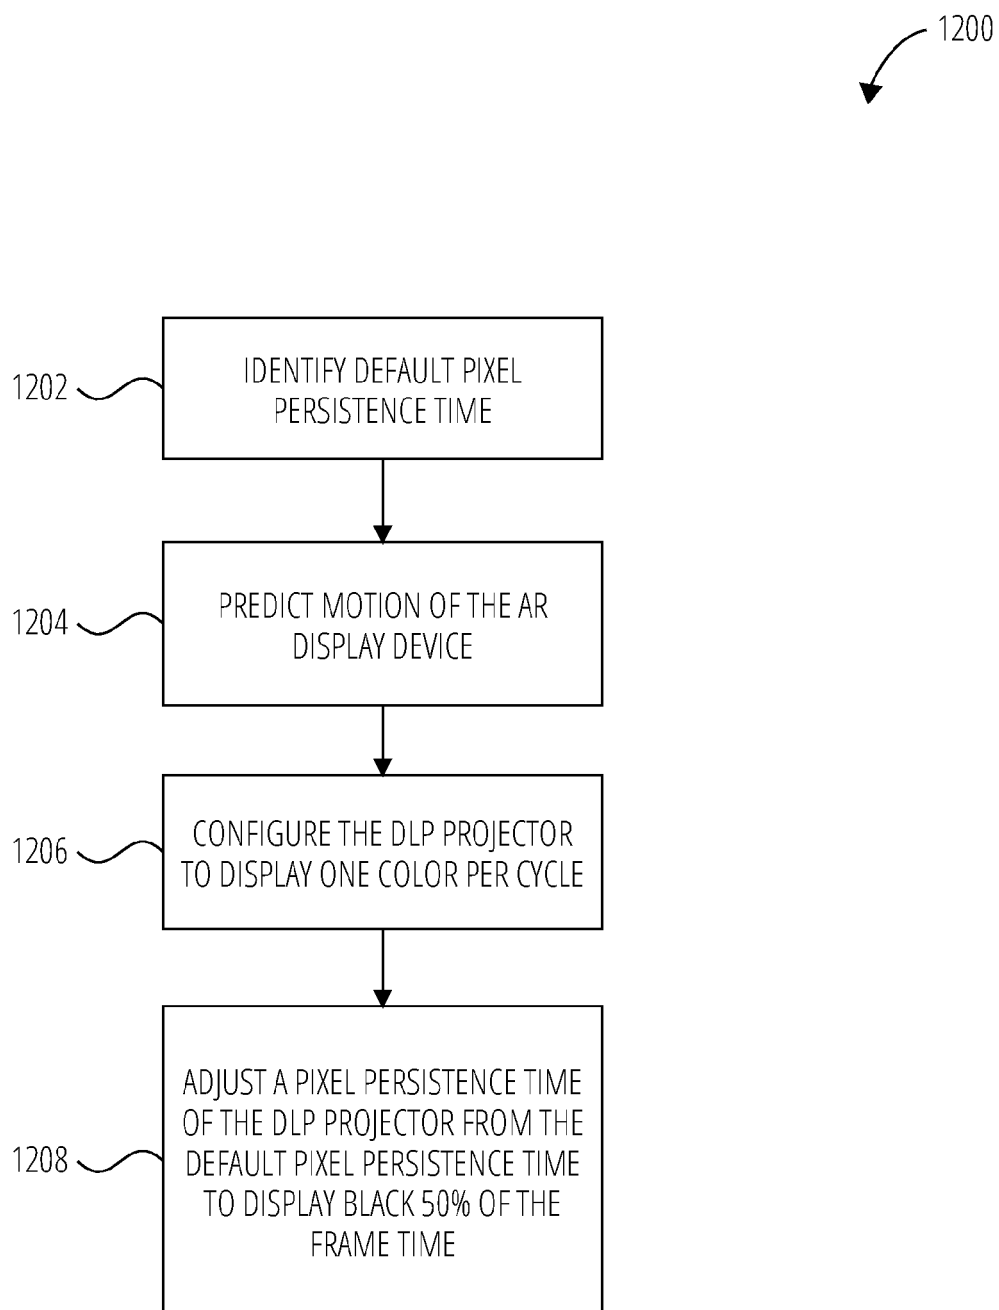 1200
1202
IDENTIFY DEFAULT PIXEL
PERSISTENCE TIME
1204
PREDICT MOTION OF THE AR
DISPLAY DEVICE
1206
CONFIGURE THE DLP PROJECTOR
TO DISPLAY ONE COLOR PER CYCLE
1208
ADJUST A PIXEL PERSISTENCE TIME
OF THE DLP PROJECTOR FROM THE
DEFAULT PIXEL PERSISTENCE TIME
TO DISPLAY BLACK 50% OF THE
FRAME TIME